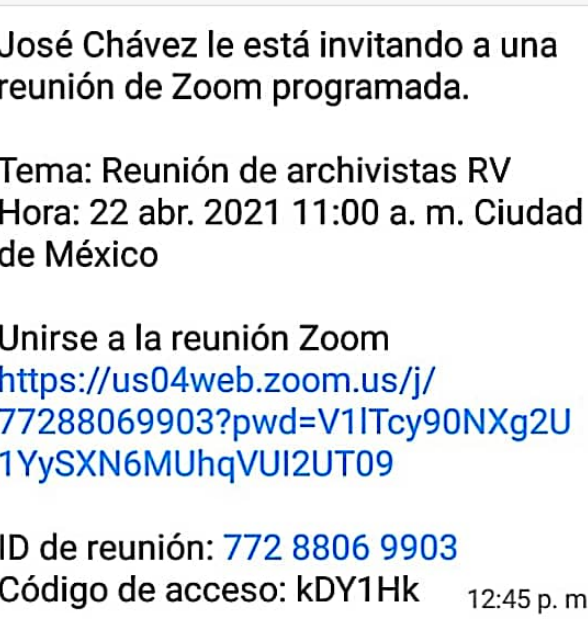 José Chávez le está invitando a una
reunión de Zoom programada.
Tema: Reunión de archivistas RV
Hora: 22 abr. 2021 11:00 a. m. Ciudad
de México
Unirse a la reunión Zoom
https://us04web.zoom.us/j/
77288069903?pwd=V1lTcy90NXg2U
1YySXN6MUhqVUI2UT09
ID de reunión: 772 8806 9903
Código de acceso: kDY1Hk
12:45 p. m